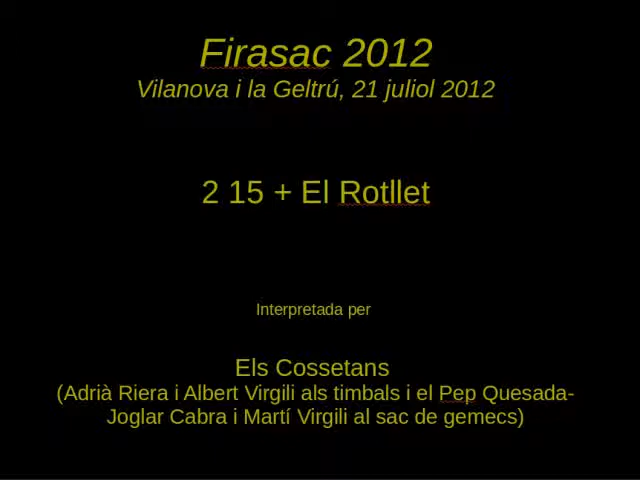 Firasac 2012
Vilanova i la Geltrú, 21 juliol 2012
2 15 + El Rotllet
Interpretada per
Els Cossetans
(Adrià Riera i Albert Virgili als timbals i el Pep Quesada-
Joglar Cabra i Martí Virgili al sac de gemecs)